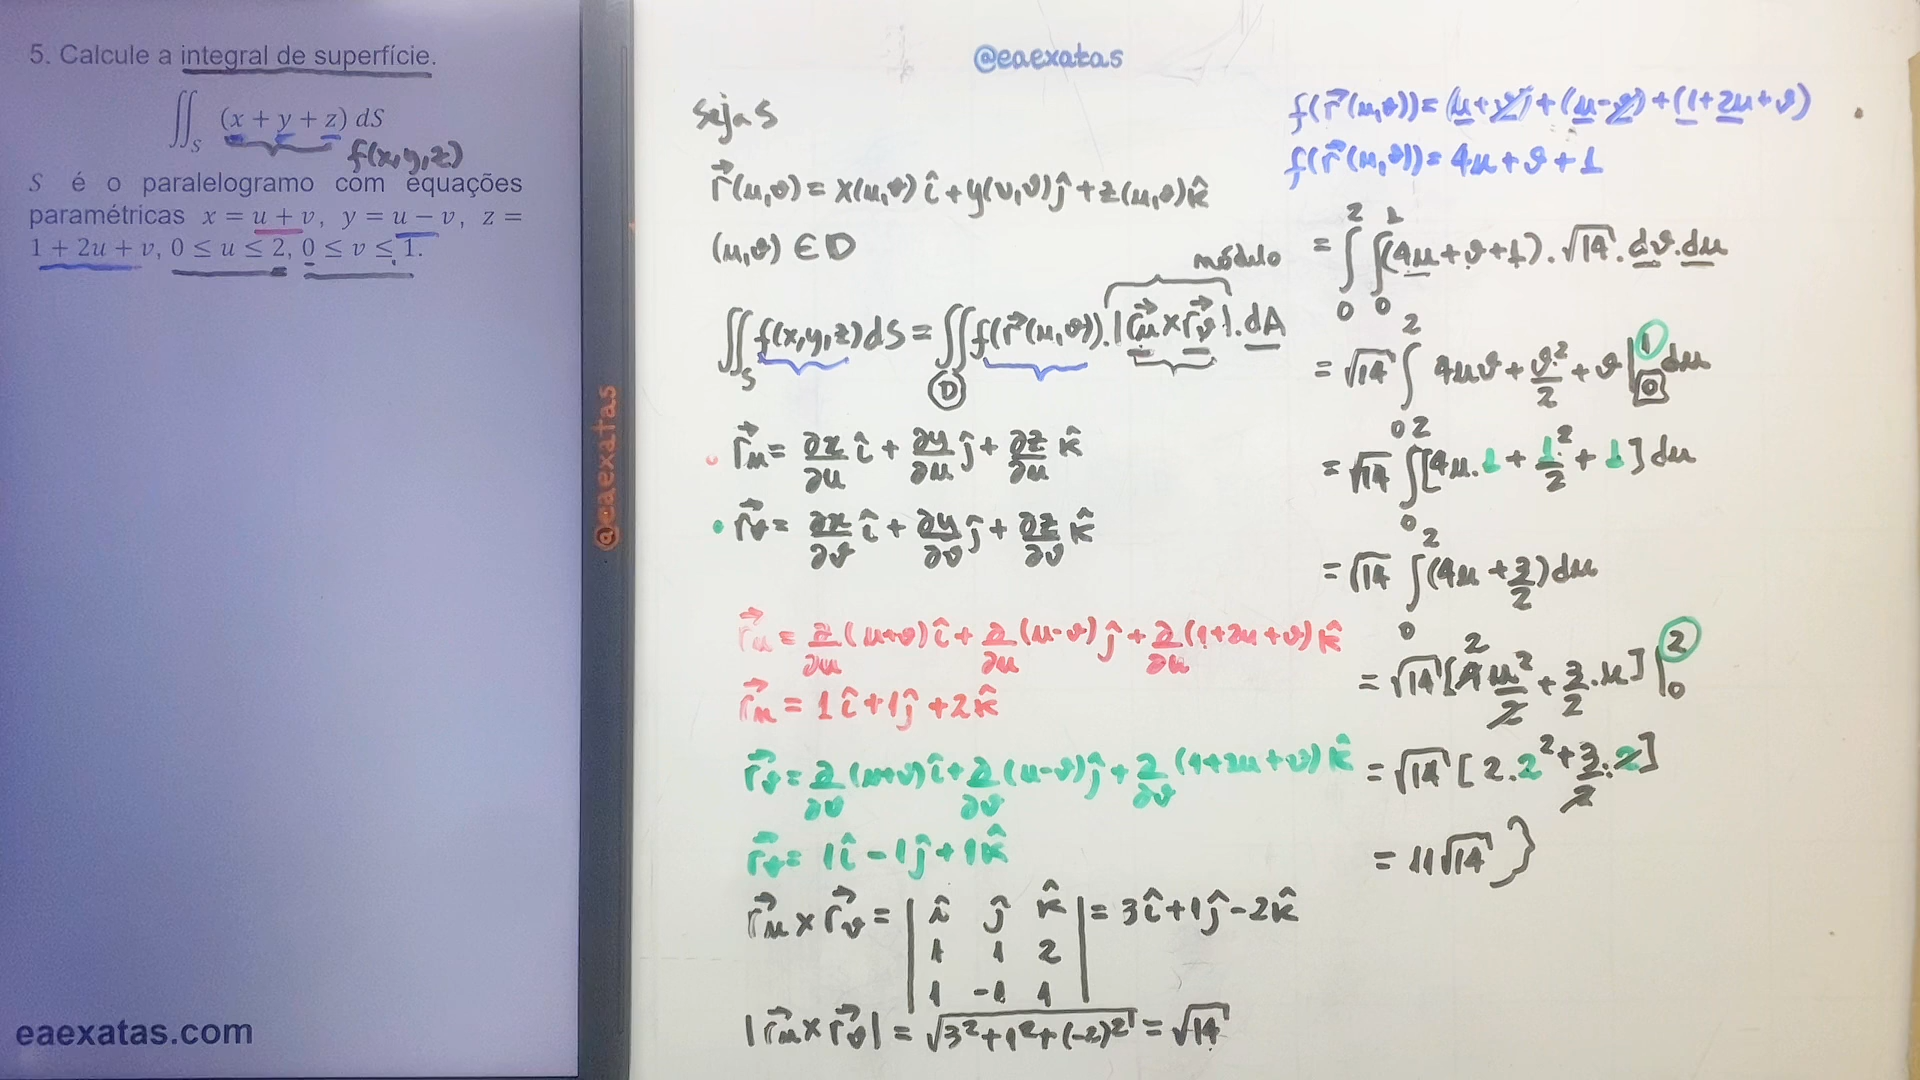 5. Calcule a integral de superfície.
∬_S (x + y + z) dS
f(x,y,z)
S é o paralelogramo com equações
paramétricas x = u + v, y = u − v, z =
1 + 2u + v, 0 ≤ u ≤ 2, 0 ≤ v ≤ 1.
eaexatas.com
@eaexatas
@eaexatas
Seja S
r⃗(u,v) = x(u,v) î + y(u,v) ĵ + z(u,v) k̂
(u,v) ∈ D
módulo
∬_S f(x,y,z) dS = ∬_D f(r⃗(u,v)) . |r⃗u × r⃗v| . dA
r⃗u = ∂x/∂u î + ∂y/∂u ĵ + ∂z/∂u k̂
r⃗v = ∂x/∂v î + ∂y/∂v ĵ + ∂z/∂v k̂
r⃗u = ∂/∂u (u+v) î + ∂/∂u (u-v) ĵ + ∂/∂u (1+2u+v) k̂
r⃗u = 1î + 1ĵ + 2k̂
r⃗v = ∂/∂v (u+v) î + ∂/∂v (u-v) ĵ + ∂/∂v (1+2u+v) k̂
r⃗v = 1î - 1ĵ + 1k̂
r⃗u × r⃗v = | î ĵ k̂ | = 3î + 1ĵ - 2k̂
1 1 2
1 -1 1
|r⃗u × r⃗v| = √(3² + 1² + (-2)²) = √14
f(r⃗(u,v)) = (u+v) + (u-v) + (1+2u+v)
f(r⃗(u,v)) = 4u + v + 1
= ∫₀² ∫₀¹ (4u+v+1) . √14 . dv . du
= √14 ∫₀² 4uv + v²/2 + v |₀¹ du
= √14 ∫₀² [4u.1 + 1²/2 + 1] du
= √14 ∫₀² (4u + 3/2) du
= √14 [4 u²/2 + 3/2 . u] |₀² 2
= √14 [2.2² + 3/2 . 2]
= 11√14 }